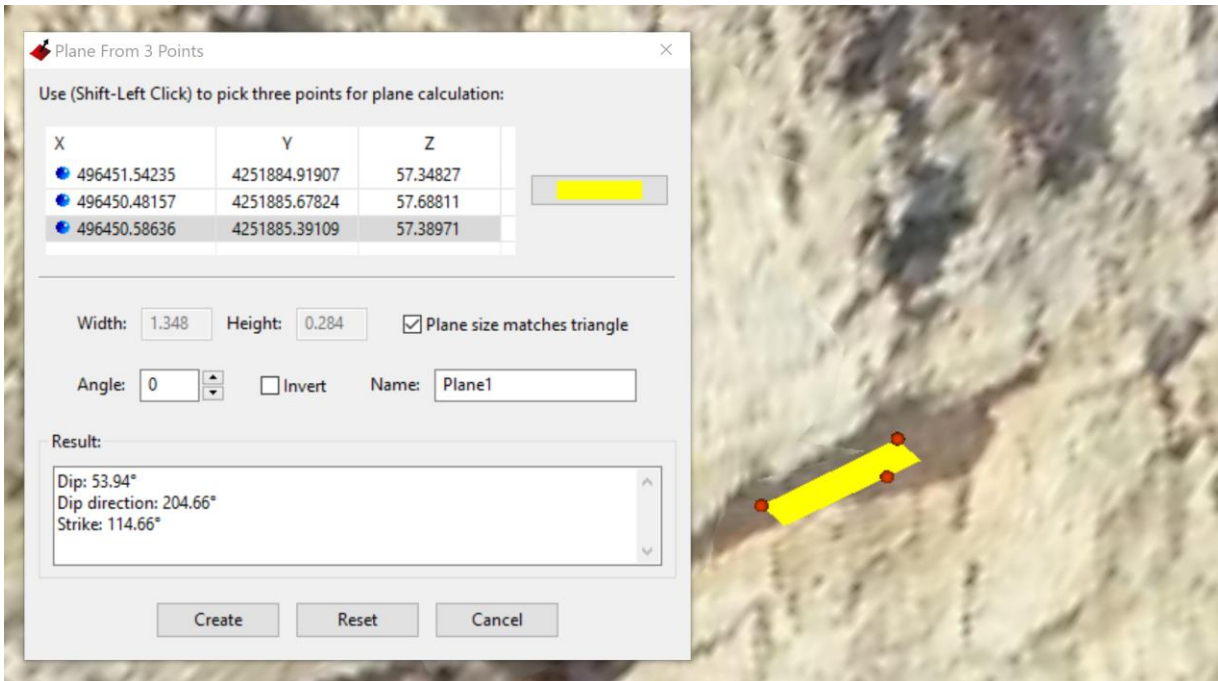 Plane From 3 Points
Use (Shift-Left Click) to pick three points for plane calculation:
X Y Z
496451.54235 4251884.91907 57.34827
496450.48157 4251885.67824 57.68811
496450.58636 4251885.39109 57.38971
Width: 1.348 Height: 0.284 Plane size matches triangle
Angle: 0 Invert Name: Plane1
Result:
Dip: 53.94°
Dip direction: 204.66°
Strike: 114.66°
Create Reset Cancel